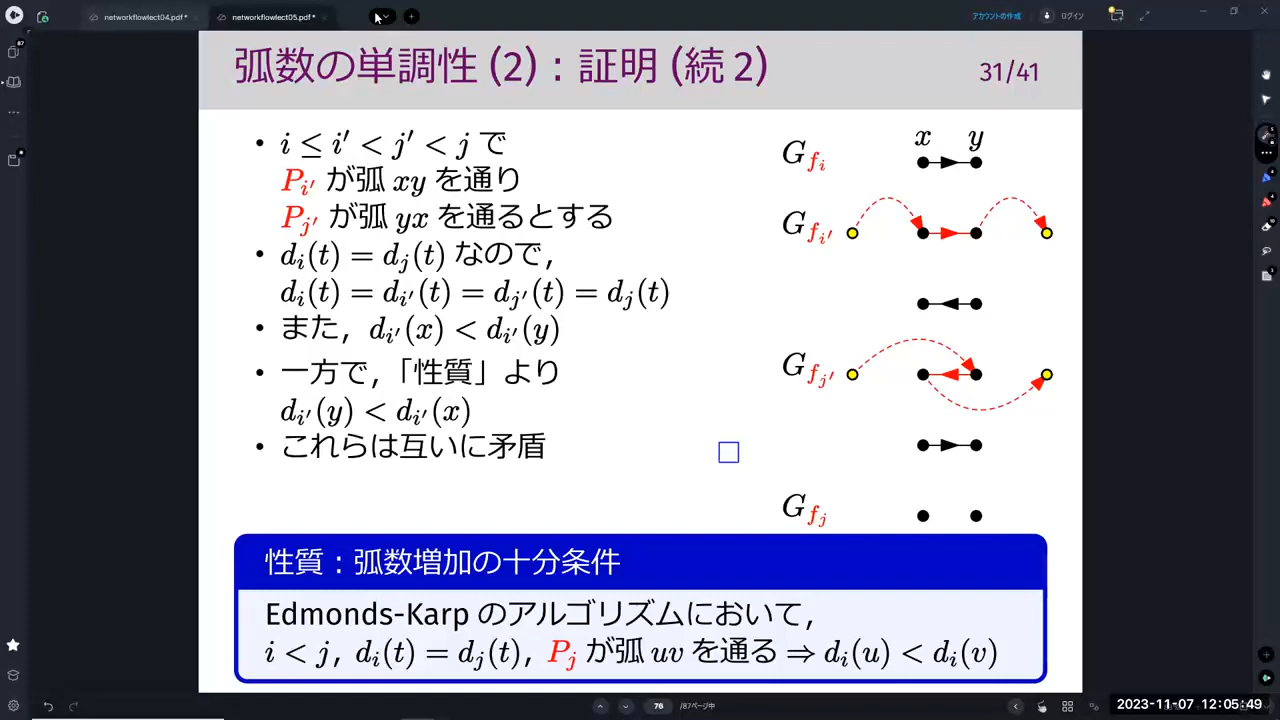 networkflowlect04.pdf*
networkflowlect05.pdf*
アカウントの作成
ログイン
弧数の単調性 (2)：証明 (続 2)
31/41
• i ≤ i′ < j′ < j で
P_{i′} が弧 xy を通り
P_{j′} が弧 yx を通るとする
• d_i(t) = d_j(t) なので，
d_i(t) = d_{i′}(t) = d_{j′}(t) = d_j(t)
• また，d_{i′}(x) < d_{i′}(y)
• 一方で，「性質」より
d_{i′}(y) < d_{i′}(x)
• これらは互いに矛盾
□
x y
G_{f_i}
G_{f_{i′}}
G_{f_{j′}}
G_{f_j}
性質：弧数増加の十分条件
Edmonds-Karp のアルゴリズムにおいて，
i < j, d_i(t) = d_j(t), P_j が弧 uv を通る ⇒ d_i(u) < d_i(v)
76
/87ページ中
2023-11-07 12:05:49